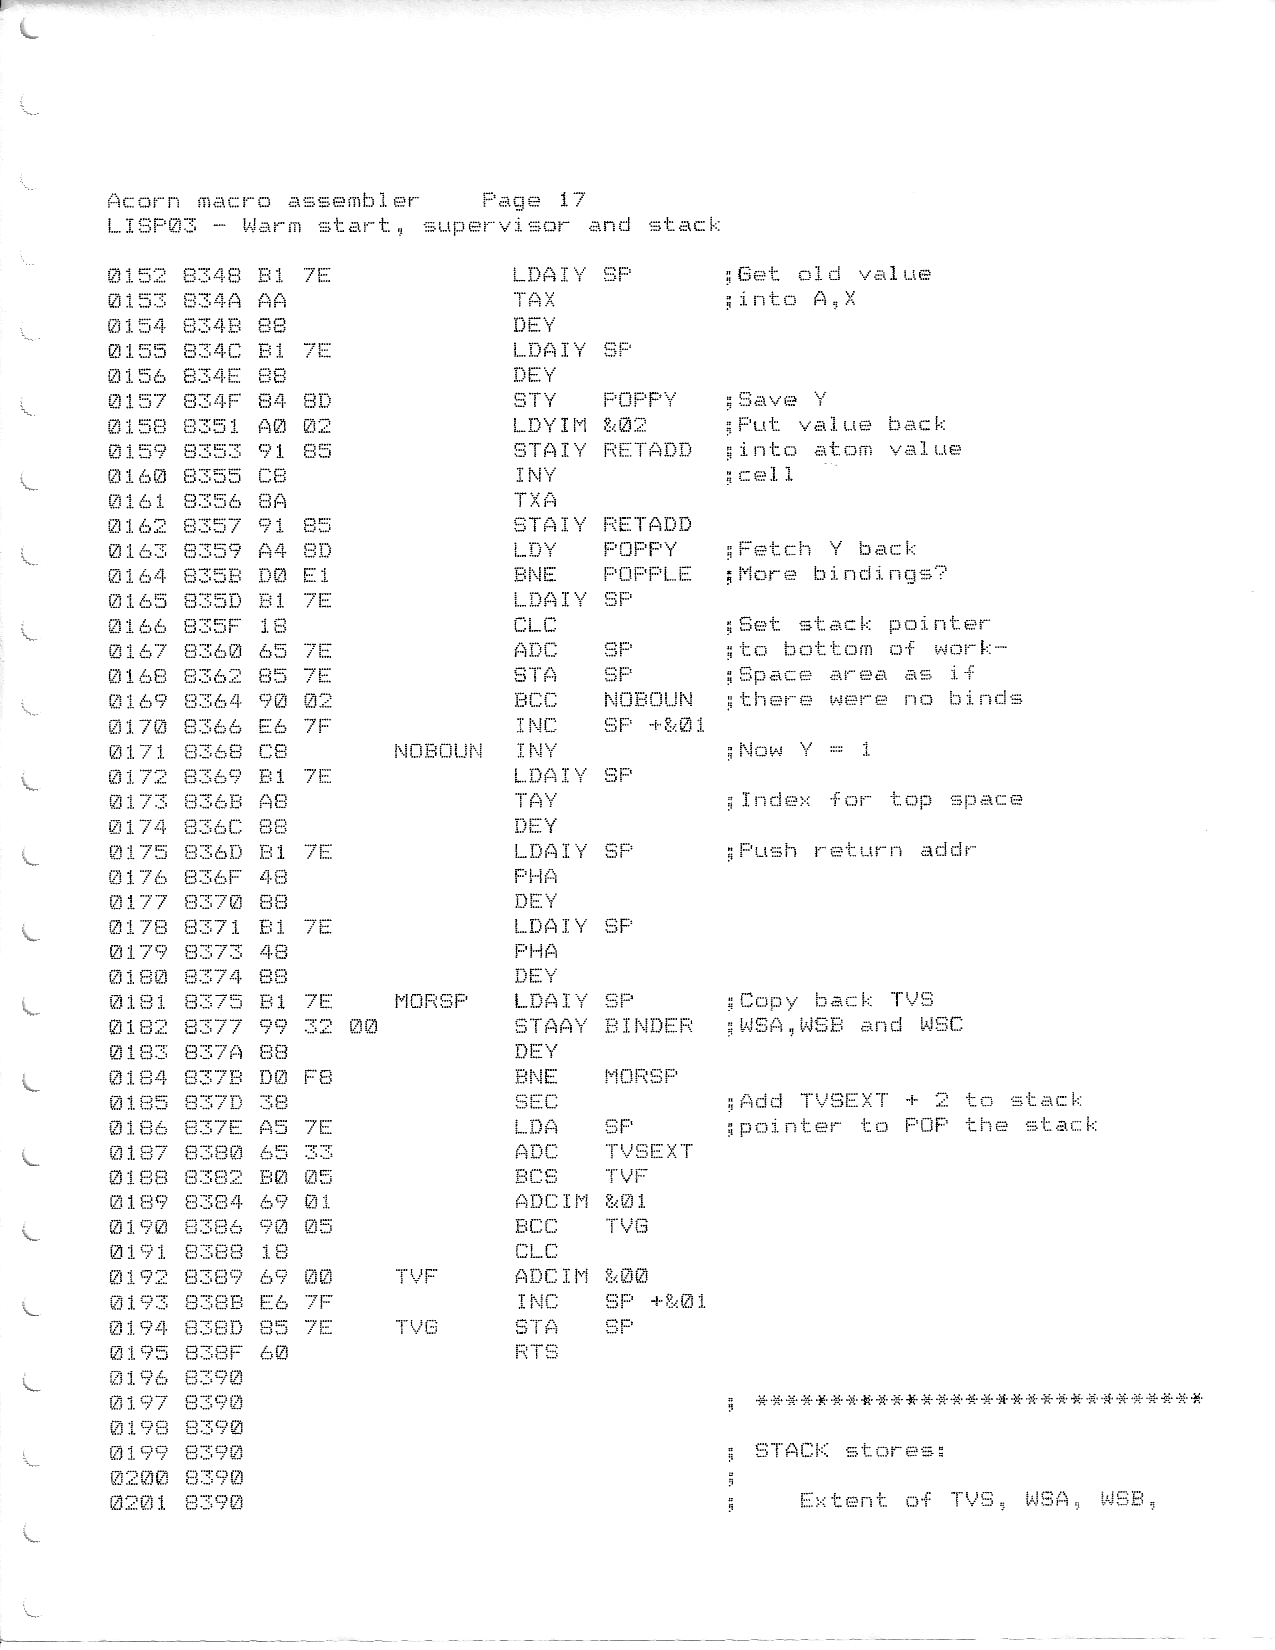 Acorn macro assembler    Page 17
LISP03 - Warm start, supervisor and stack
0152 8348 B1 7E            LDAIY SP      ;Get old value
0153 834A AA               TAX           ;into A,X
0154 834B 88               DEY
0155 834C B1 7E            LDAIY SP
0156 834E 88               DEY
0157 834F 84 8D            STY   POPPY   ;Save Y
0158 8351 A0 02            LDYIM &02     ;Put value back
0159 8353 91 85            STAIY RETADD  ;into atom value
0160 8355 C8               INY           ;cell
0161 8356 8A               TXA
0162 8357 91 85            STAIY RETADD
0163 8359 A4 8D            LDY   POPPY   ;Fetch Y back
0164 835B D0 E1            BNE   POPPLE  ;More bindings?
0165 835D B1 7E            LDAIY SP
0166 835F 18               CLC           ;Set stack pointer
0167 8360 65 7E            ADC   SP      ;to bottom of work-
0168 8362 85 7E            STA   SP      ;Space area as if
0169 8364 90 02            BCC   NOBOUN  ;there were no binds
0170 8366 E6 7F            INC   SP +&01
0171 8368 C8       NOBOUN  INY           ;Now Y = 1
0172 8369 B1 7E            LDAIY SP
0173 836B A8               TAY           ;Index for top space
0174 836C 88               DEY
0175 836D B1 7E            LDAIY SP      ;Push return addr
0176 836F 48               PHA
0177 8370 88               DEY
0178 8371 B1 7E            LDAIY SP
0179 8373 48               PHA
0180 8374 88               DEY
0181 8375 B1 7E    MORSP   LDAIY SP      ;Copy back TVS
0182 8377 99 32 00         STAAY BINDER  ;WSA,WSB and WSC
0183 837A 88               DEY
0184 837B D0 F8            BNE   MORSP
0185 837D 38               SEC           ;Add TVSEXT + 2 to stack
0186 837E A5 7E            LDA   SP      ;pointer to POP the stack
0187 8380 65 33            ADC   TVSEXT
0188 8382 B0 05            BCS   TVF
0189 8384 69 01            ADCIM &01
0190 8386 90 05            BCC   TVG
0191 8388 18               CLC
0192 8389 69 00    TVF     ADCIM &00
0193 838B E6 7F            INC   SP +&01
0194 838D 85 7E    TVG     STA   SP
0195 838F 60               RTS
0196 8390
0197 8390                                ; ******************************
0198 8390
0199 8390                                ; STACK stores:
0200 8390                                ;
0201 8390                                ;    Extent of TVS, WSA, WSB,